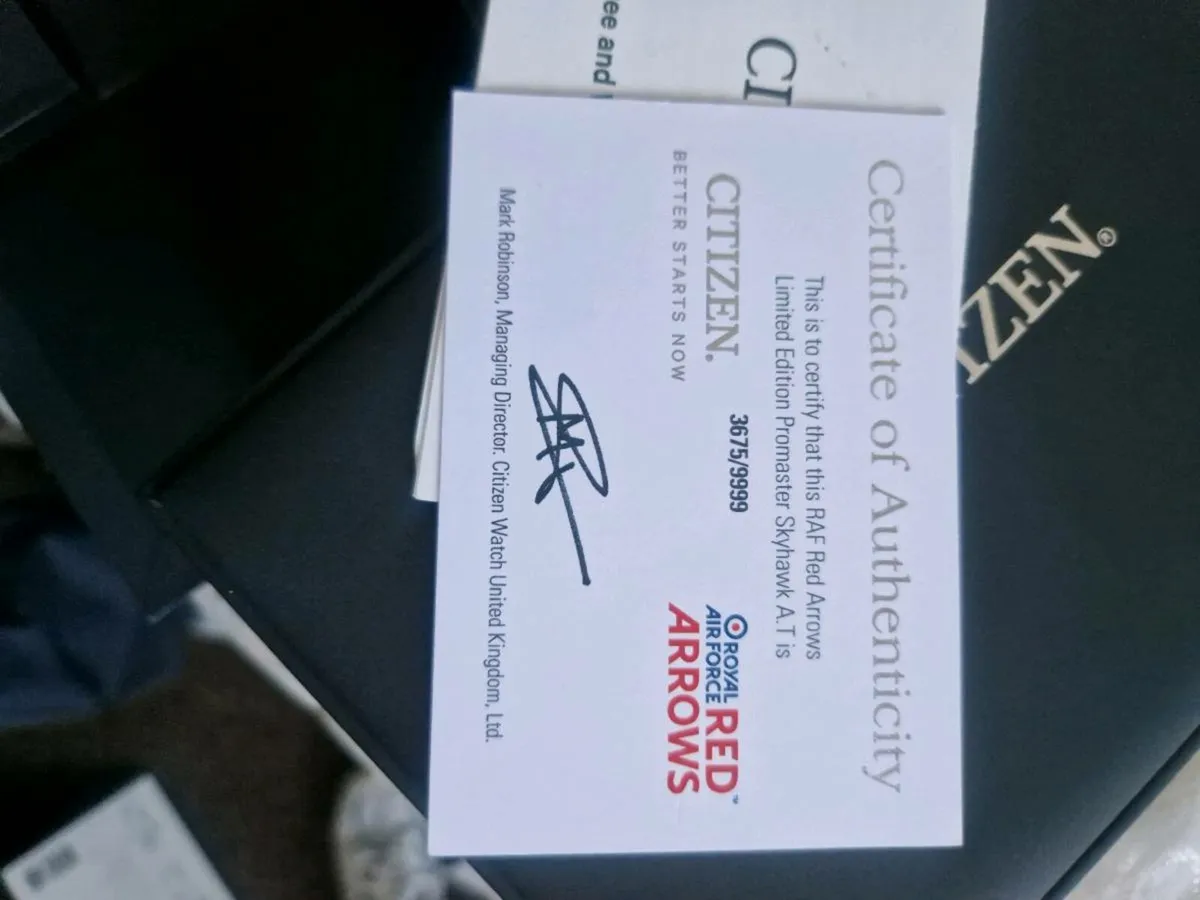 Certificate of Authenticity
This is to certify that this RAF Red Arrows
Limited Edition Promaster Skyhawk A.T is
3675/9999
CITIZEN.
BETTER STARTS NOW
ROYAL
AIR FORCE
RED
ARROWS™
Mark Robinson, Managing Director. Citizen Watch United Kingdom, Ltd.
IZEN®
CI
ee and